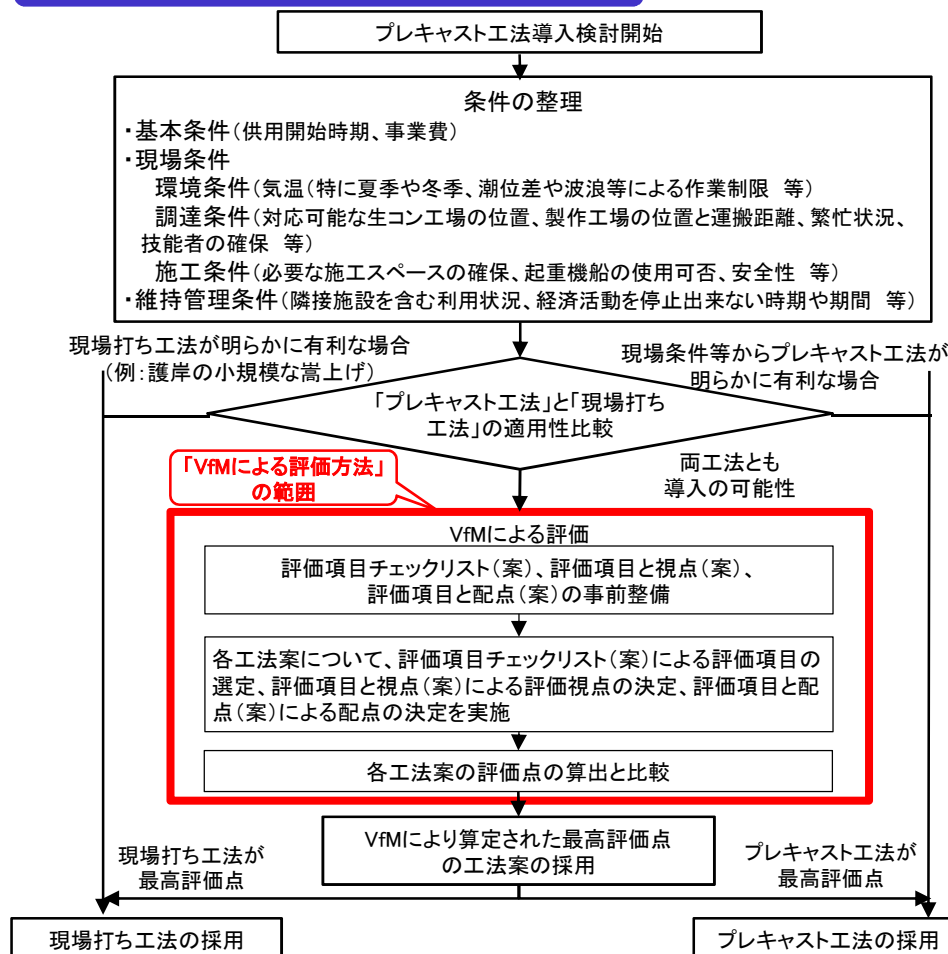 プレキャスト工法導入検討開始
条件の整理
・基本条件(供用開始時期、事業費)
・現場条件
環境条件(気温(特に夏季や冬季、潮位差や波浪等による作業制限 等)
調達条件(対応可能な生コン工場の位置、製作工場の位置と運搬距離、繁忙状況、
技能者の確保 等)
施工条件(必要な施工スペースの確保、起重機船の使用可否、安全性 等)
・維持管理条件(隣接施設を含む利用状況、経済活動を停止出来ない時期や期間 等)
現場打ち工法が明らかに有利な場合
(例:護岸の小規模な嵩上げ)
現場条件等からプレキャスト工法が
明らかに有利な場合
「プレキャスト工法」と「現場打ち
工法」の適用性比較
両工法とも
導入の可能性
「VfMによる評価方法」
の範囲
VfMによる評価
評価項目チェックリスト(案)、評価項目と視点(案)、
評価項目と配点(案)の事前整備
各工法案について、評価項目チェックリスト(案)による評価項目の
選定、評価項目と視点(案)による評価視点の決定、評価項目と配
点(案)による配点の決定を実施
各工法案の評価点の算出と比較
VfMにより算定された最高評価点
の工法案の採用
現場打ち工法が
最高評価点
プレキャスト工法が
最高評価点
現場打ち工法の採用
プレキャスト工法の採用